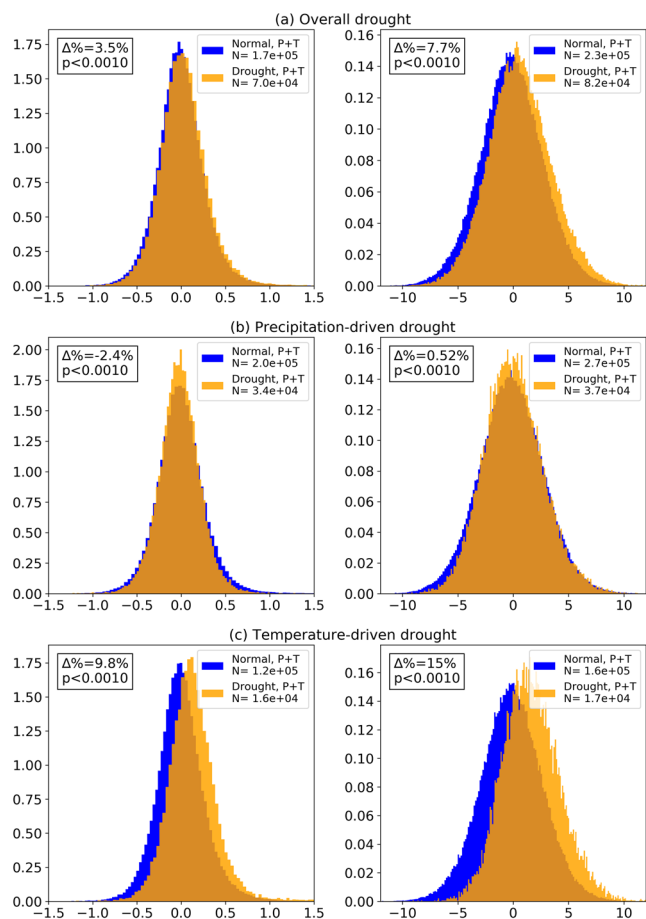 (a) Overall drought
Δ%=3.5%
p<0.0010
Normal, P+T
N= 1.7e+05
Drought, P+T
N= 7.0e+04
1.75
1.50
1.25
1.00
0.75
0.50
0.25
0.00
−1.5 −1.0 −0.5 0.0 0.5 1.0 1.5
Δ%=7.7%
p<0.0010
Normal, P+T
N= 2.3e+05
Drought, P+T
N= 8.2e+04
0.16
0.14
0.12
0.10
0.08
0.06
0.04
0.02
0.00
−10 −5 0 5 10
(b) Precipitation-driven drought
Δ%=-2.4%
p<0.0010
Normal, P+T
N= 2.0e+05
Drought, P+T
N= 3.4e+04
2.00
1.75
1.50
1.25
1.00
0.75
0.50
0.25
0.00
−1.5 −1.0 −0.5 0.0 0.5 1.0 1.5
Δ%=0.52%
p<0.0010
Normal, P+T
N= 2.7e+05
Drought, P+T
N= 3.7e+04
0.16
0.14
0.12
0.10
0.08
0.06
0.04
0.02
0.00
−10 −5 0 5 10
(c) Temperature-driven drought
Δ%=9.8%
p<0.0010
Normal, P+T
N= 1.2e+05
Drought, P+T
N= 1.6e+04
1.75
1.50
1.25
1.00
0.75
0.50
0.25
0.00
−1.5 −1.0 −0.5 0.0 0.5 1.0 1.5
Δ%=15%
p<0.0010
Normal, P+T
N= 1.6e+05
Drought, P+T
N= 1.7e+04
0.16
0.14
0.12
0.10
0.08
0.06
0.04
0.02
0.00
−10 −5 0 5 10